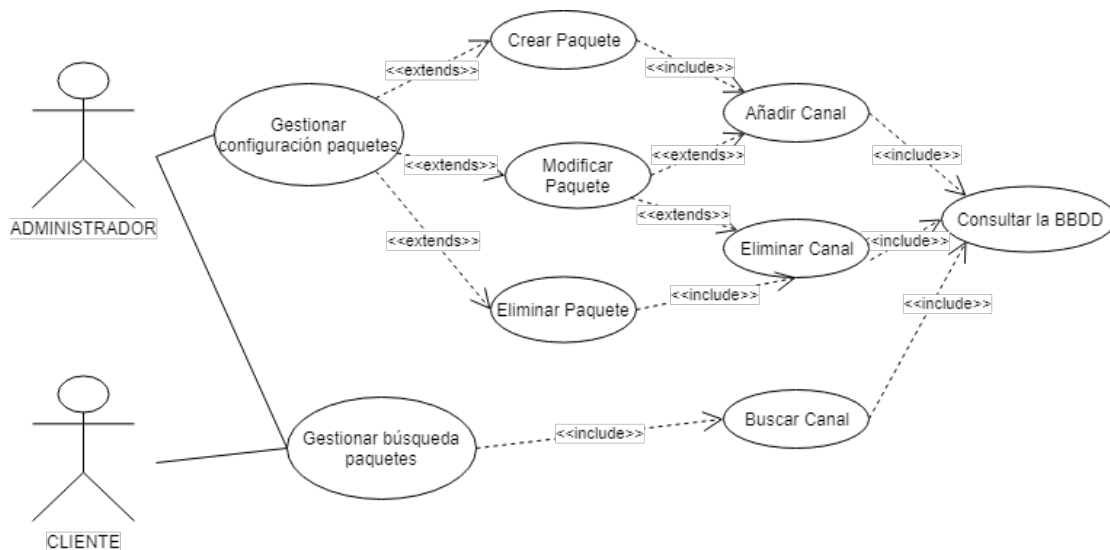 Crear Paquete
<<extends>>
<<include>>
Gestionar
configuración paquetes
Añadir Canal
<<extends>>
Modificar
Paquete
<<extends>>
<<include>>
ADMINISTRADOR
<<extends>>
<<extends>>
Eliminar Canal
<<include>>
Consultar la BBDD
Eliminar Paquete
<<include>>
<<include>>
Gestionar búsqueda
paquetes
<<include>>
Buscar Canal
CLIENTE